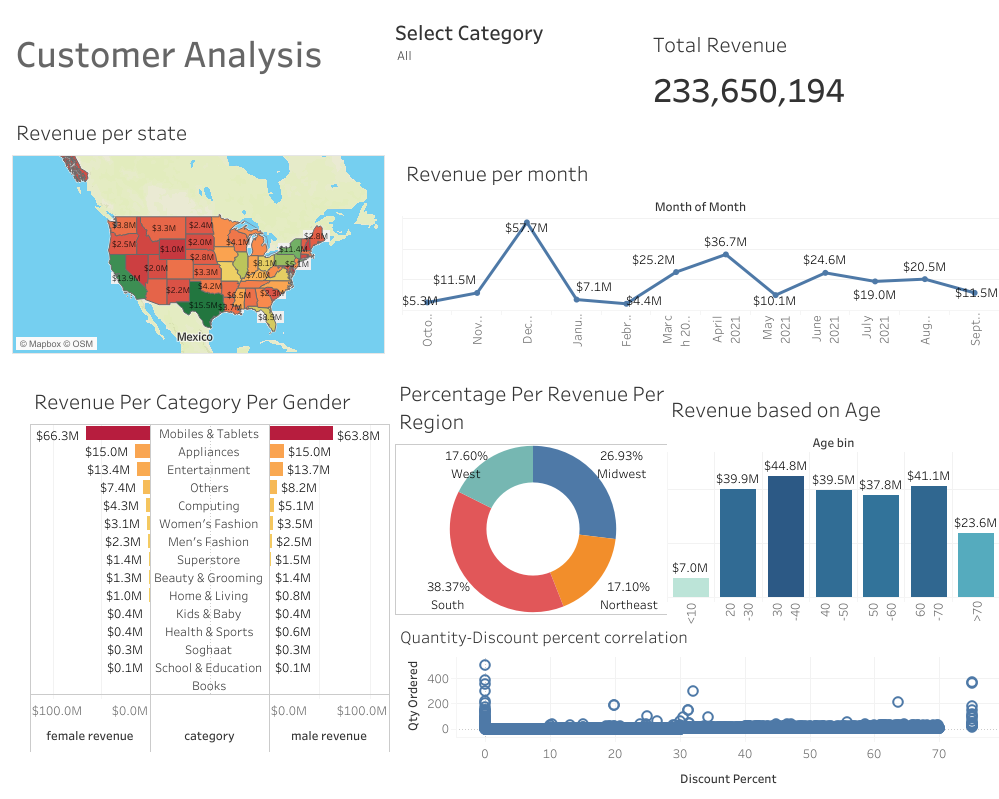 Customer Analysis
Select Category
All
Total Revenue
233,650,194
Revenue per state
$3.8M
$3.3M
$2.4M
$2.8M
$2.5M
$2.0M
$4.1M
$11.4M
$1.0M
$2.8M
$8.1M
$5.1M
$13.9M
$2.0M
$3.3M
$7.0M
$4.2M
$2.2M
$6.5M
$2.3M
$15.5M
$3.7M
$8.9M
Mexico
© Mapbox © OSM
Revenue per month
Month of Month
$5.3M
$11.5M
$57.7M
$7.1M
$4.4M
$25.2M
$36.7M
$10.1M
$24.6M
$19.0M
$20.5M
$11.5M
Octo..
Nov..
Dec..
Janu..
Febr..
Marc
h 20..
April
2021
May
2021
June
2021
July
2021
Aug..
Sept..
Revenue Per Category Per Gender
$66.3M Mobiles & Tablets $63.8M
$15.0M Appliances $15.0M
$13.4M Entertainment $13.7M
$7.4M Others $8.2M
$4.3M Computing $5.1M
$3.1M Women's Fashion $3.5M
$2.3M Men's Fashion $2.5M
$1.4M Superstore $1.5M
$1.3M Beauty & Grooming $1.4M
$1.0M Home & Living $0.8M
$0.4M Kids & Baby $0.4M
$0.4M Health & Sports $0.6M
$0.3M Soghaat $0.3M
$0.1M School & Education $0.1M
Books
$100.0M $0.0M $0.0M $100.0M
female revenue category male revenue
Percentage Per Revenue Per
Region
17.60%
West
26.93%
Midwest
38.37%
South
17.10%
Northeast
Revenue based on Age
Age bin
$7.0M
$39.9M
$44.8M
$39.5M
$37.8M
$41.1M
$23.6M
<10
20
-30
30
-40
40
-50
50
-60
60
-70
>70
Quantity-Discount percent correlation
Qty Ordered
400
200
0
0 10 20 30 40 50 60 70
Discount Percent